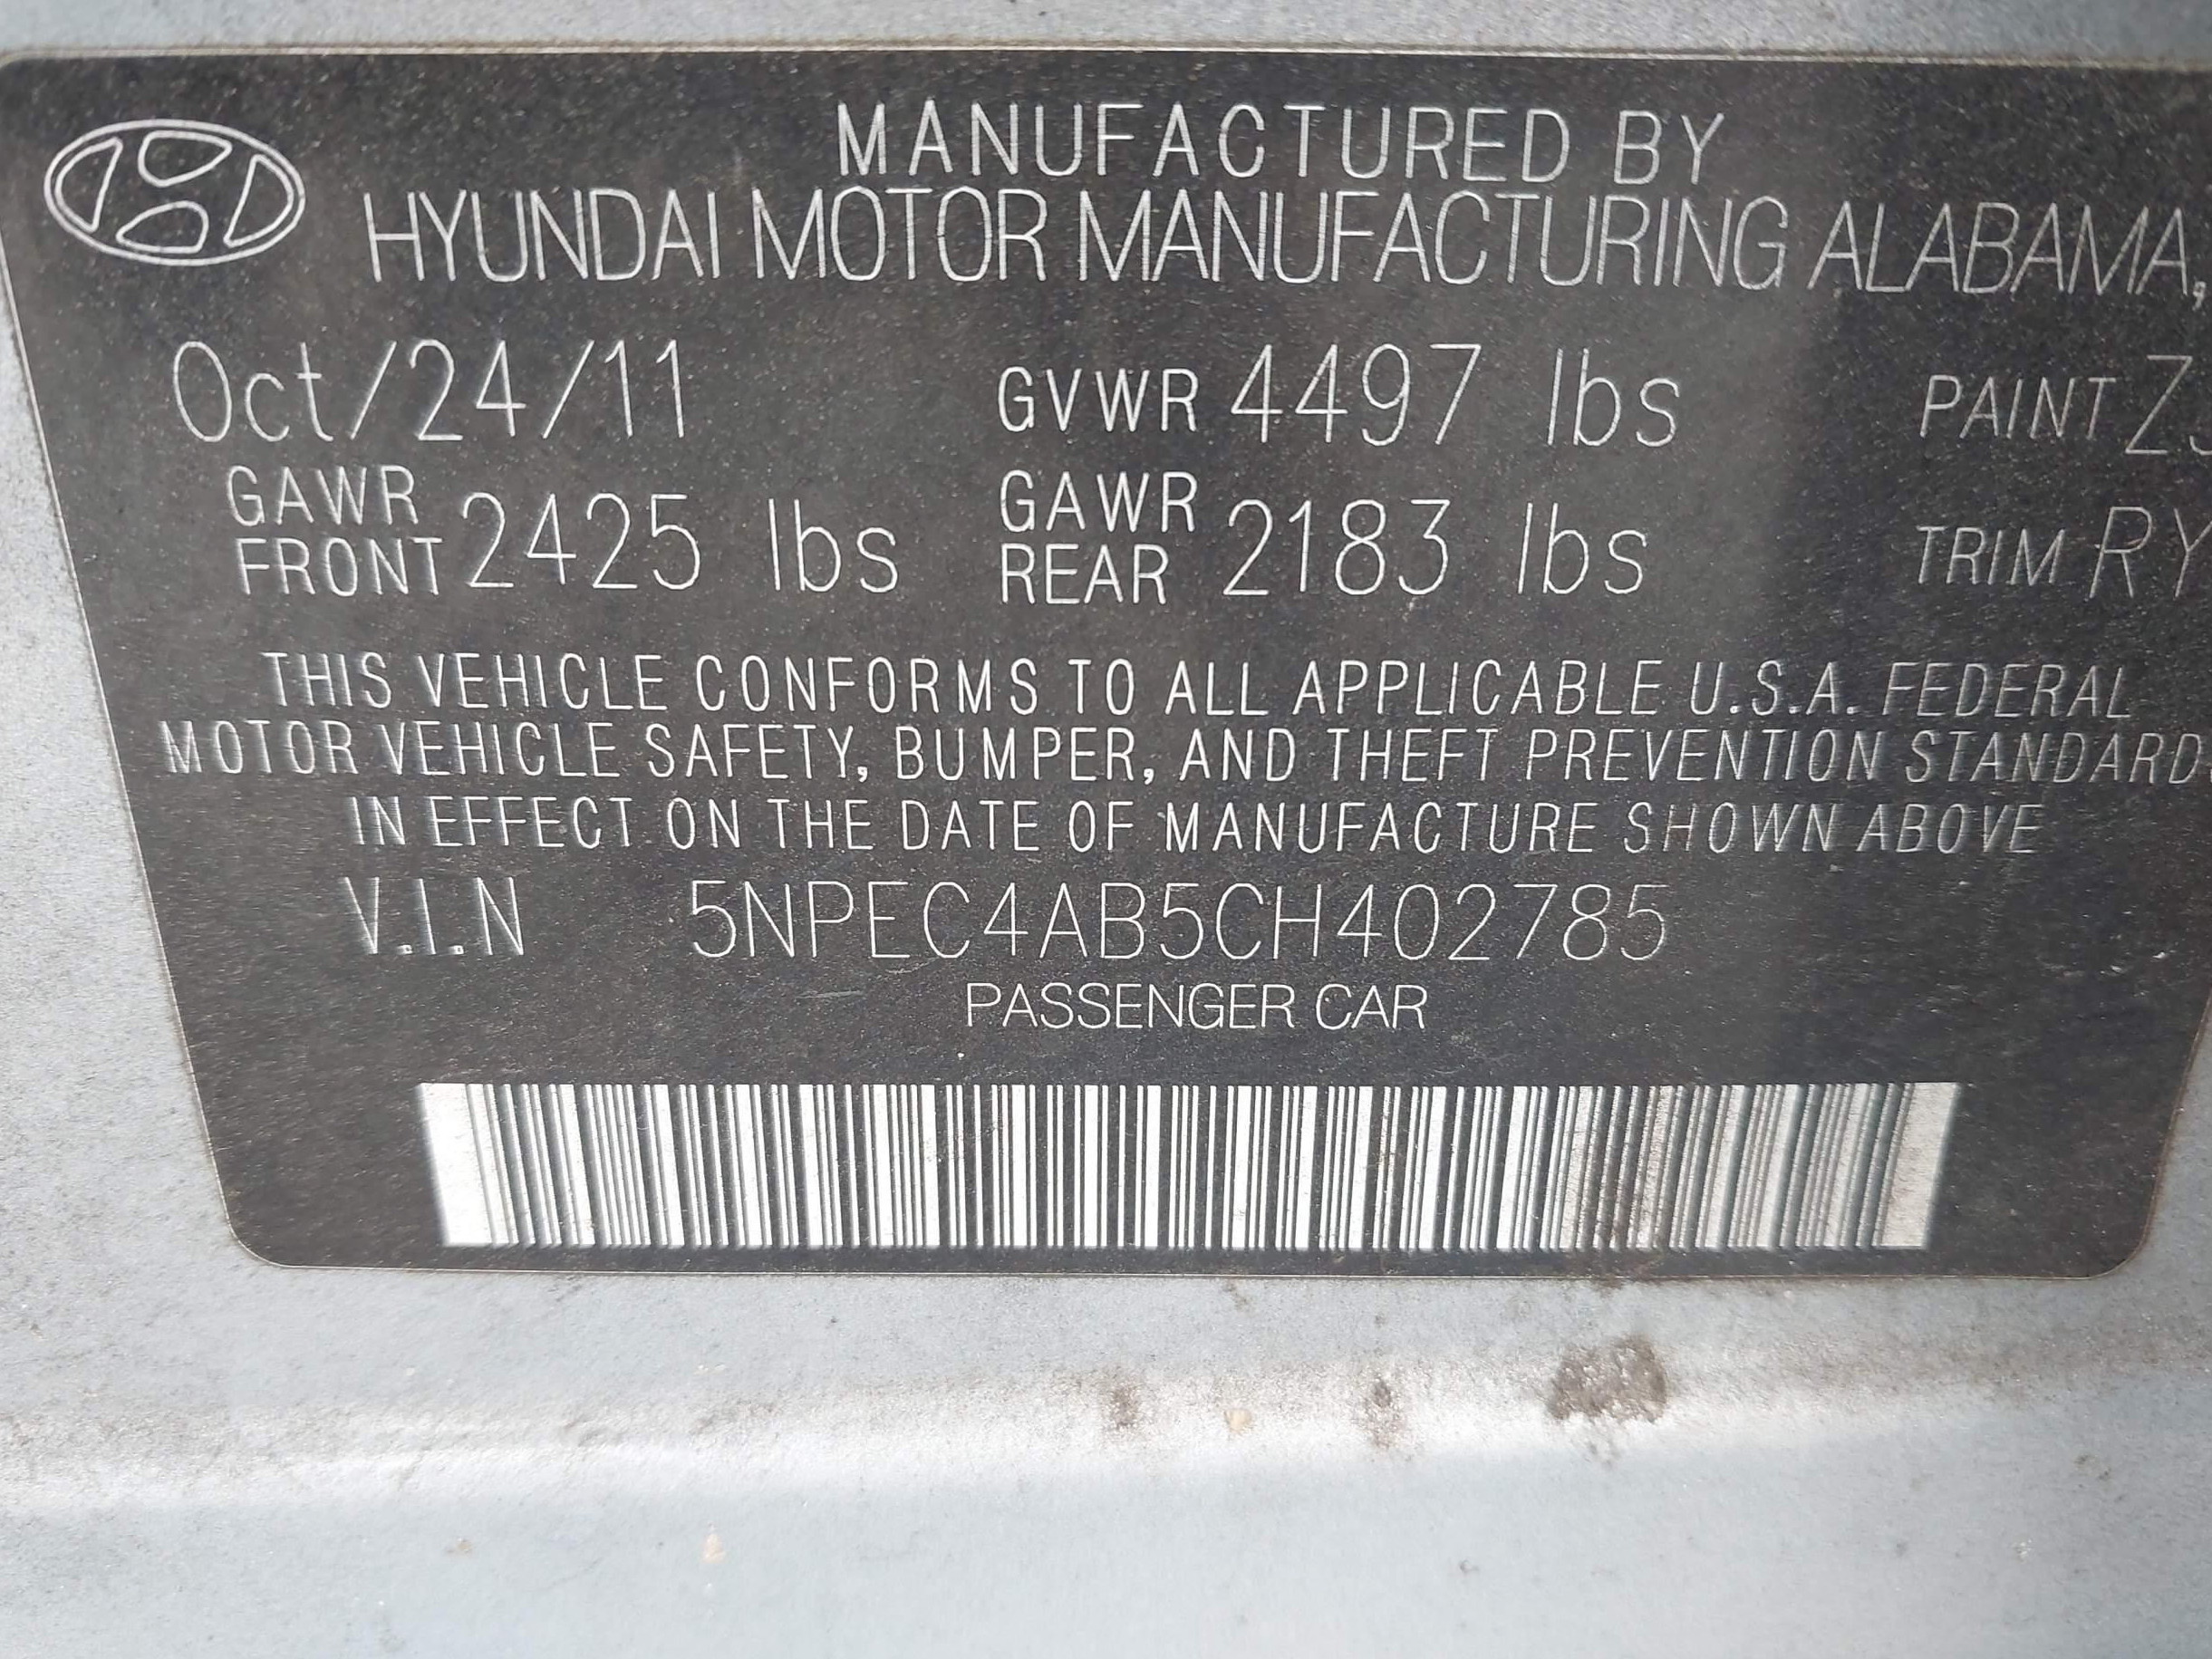 MANUFACTURED BY
HYUNDAI MOTOR MANUFACTURING ALABAMA,
Oct/24/11 GVWR 4497 lbs PAINT
GAWR FRONT 2425 lbs GAWR REAR 2183 lbs TRIM RY
THIS VEHICLE CONFORMS TO ALL APPLICABLE U.S.A. FEDERAL
MOTOR VEHICLE SAFETY, BUMPER, AND THEFT PREVENTION STANDARD
IN EFFECT ON THE DATE OF MANUFACTURE SHOWN ABOVE
V.I.N 5NPEC4AB5CH402785
PASSENGER CAR